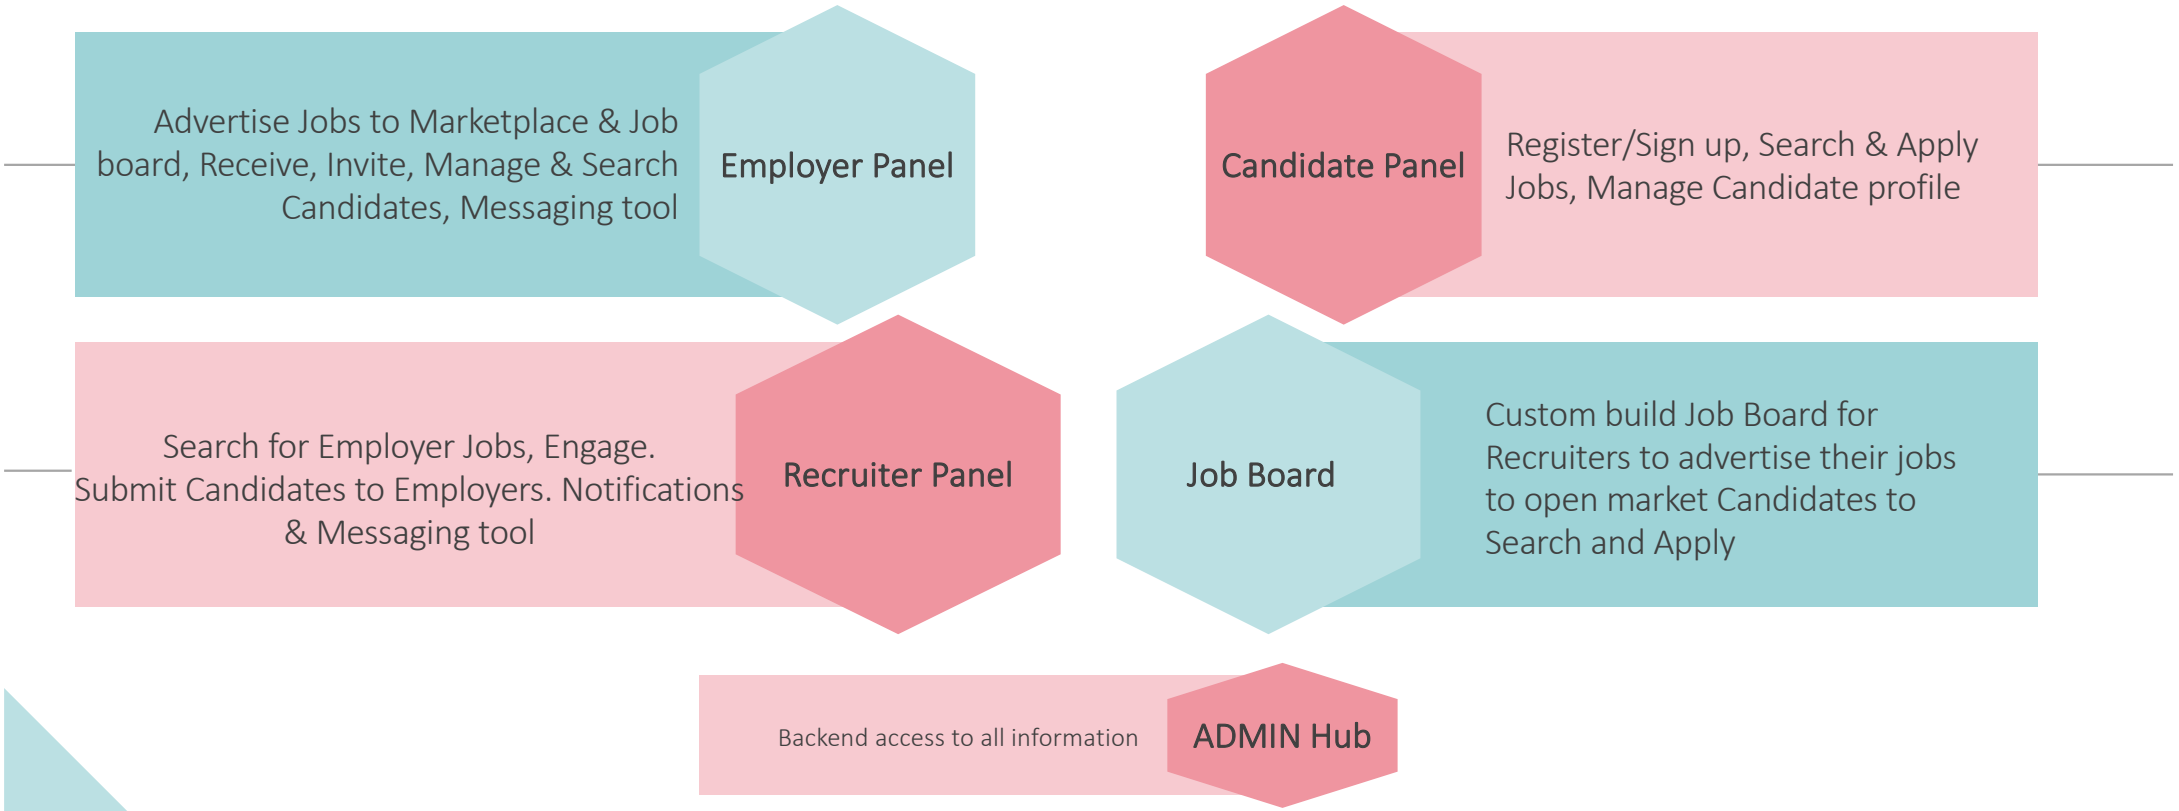 Advertise Jobs to Marketplace & Job
board, Receive, Invite, Manage & Search
Candidates, Messaging tool
Employer Panel
Candidate Panel
Register/Sign up, Search & Apply
Jobs, Manage Candidate profile
Search for Employer Jobs, Engage.
Submit Candidates to Employers. Notifications
& Messaging tool
Recruiter Panel
Job Board
Custom build Job Board for
Recruiters to advertise their jobs
to open market Candidates to
Search and Apply
Backend access to all information
ADMIN Hub